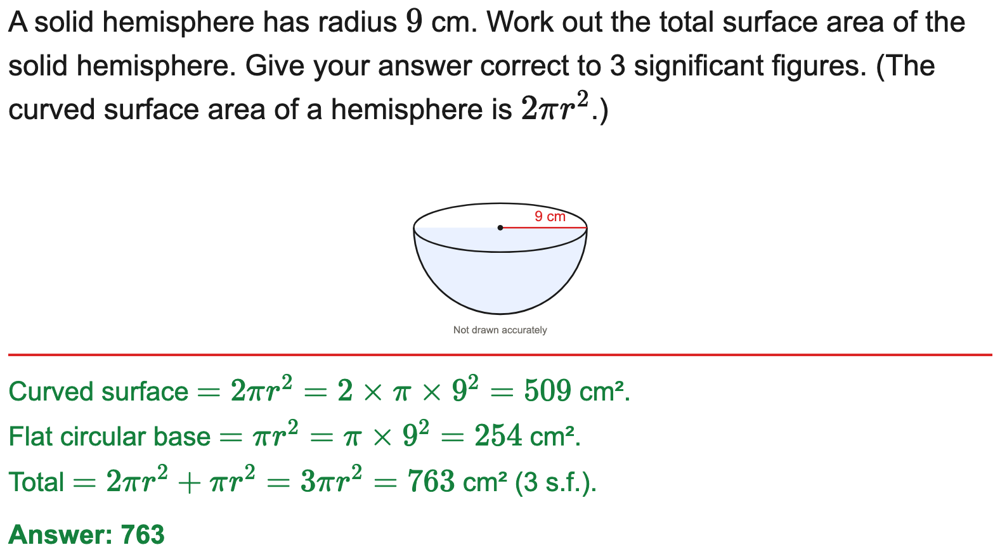 A solid hemisphere has radius 9 cm. Work out the total surface area of the
solid hemisphere. Give your answer correct to 3 significant figures. (The
curved surface area of a hemisphere is 2πr².)
9 cm
Not drawn accurately
Curved surface = 2πr² = 2 × π × 9² = 509 cm².
Flat circular base = πr² = π × 9² = 254 cm².
Total = 2πr² + πr² = 3πr² = 763 cm² (3 s.f.).
Answer: 763